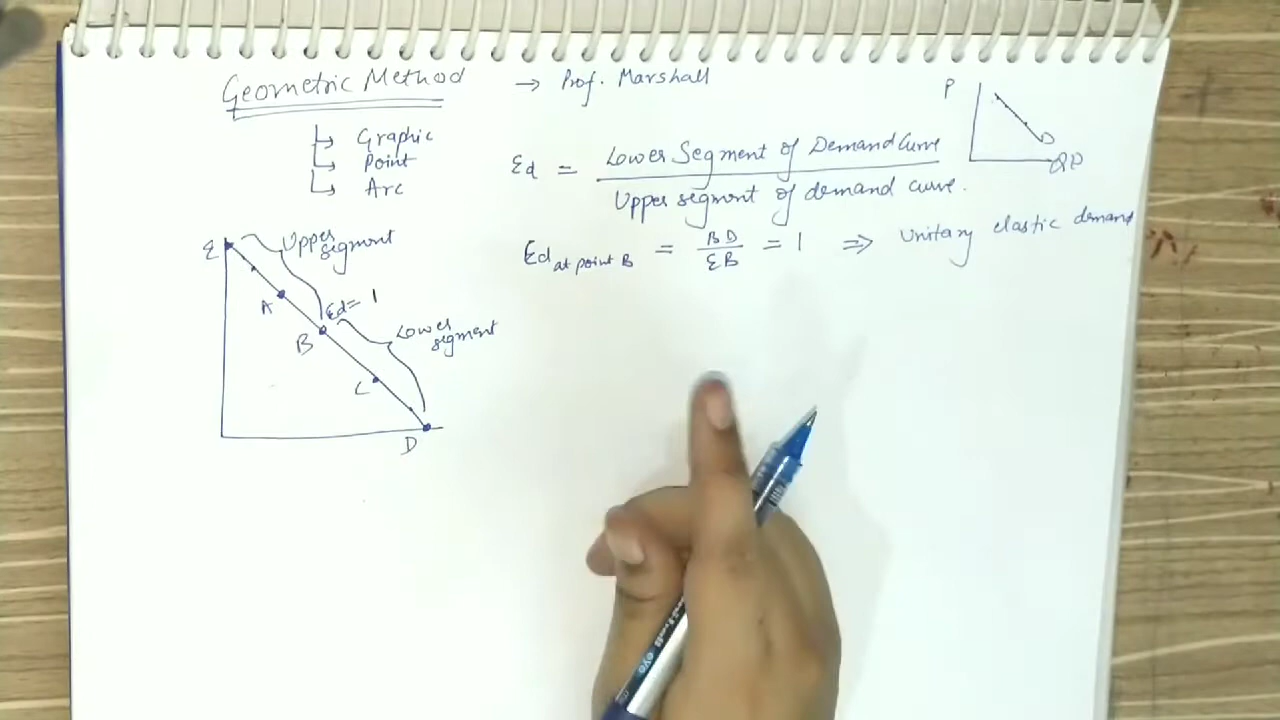 Geometric Method → Prof. Marshall
Graphic
Point
Arc
P
QD
Ed = Lower Segment of Demand Curve
Upper segment of demand curve.
Ed at point B = BD / EB = 1 ⇒ Unitary elastic demand
E
Upper segment
A
Ed = 1
B
Lower segment
C
D